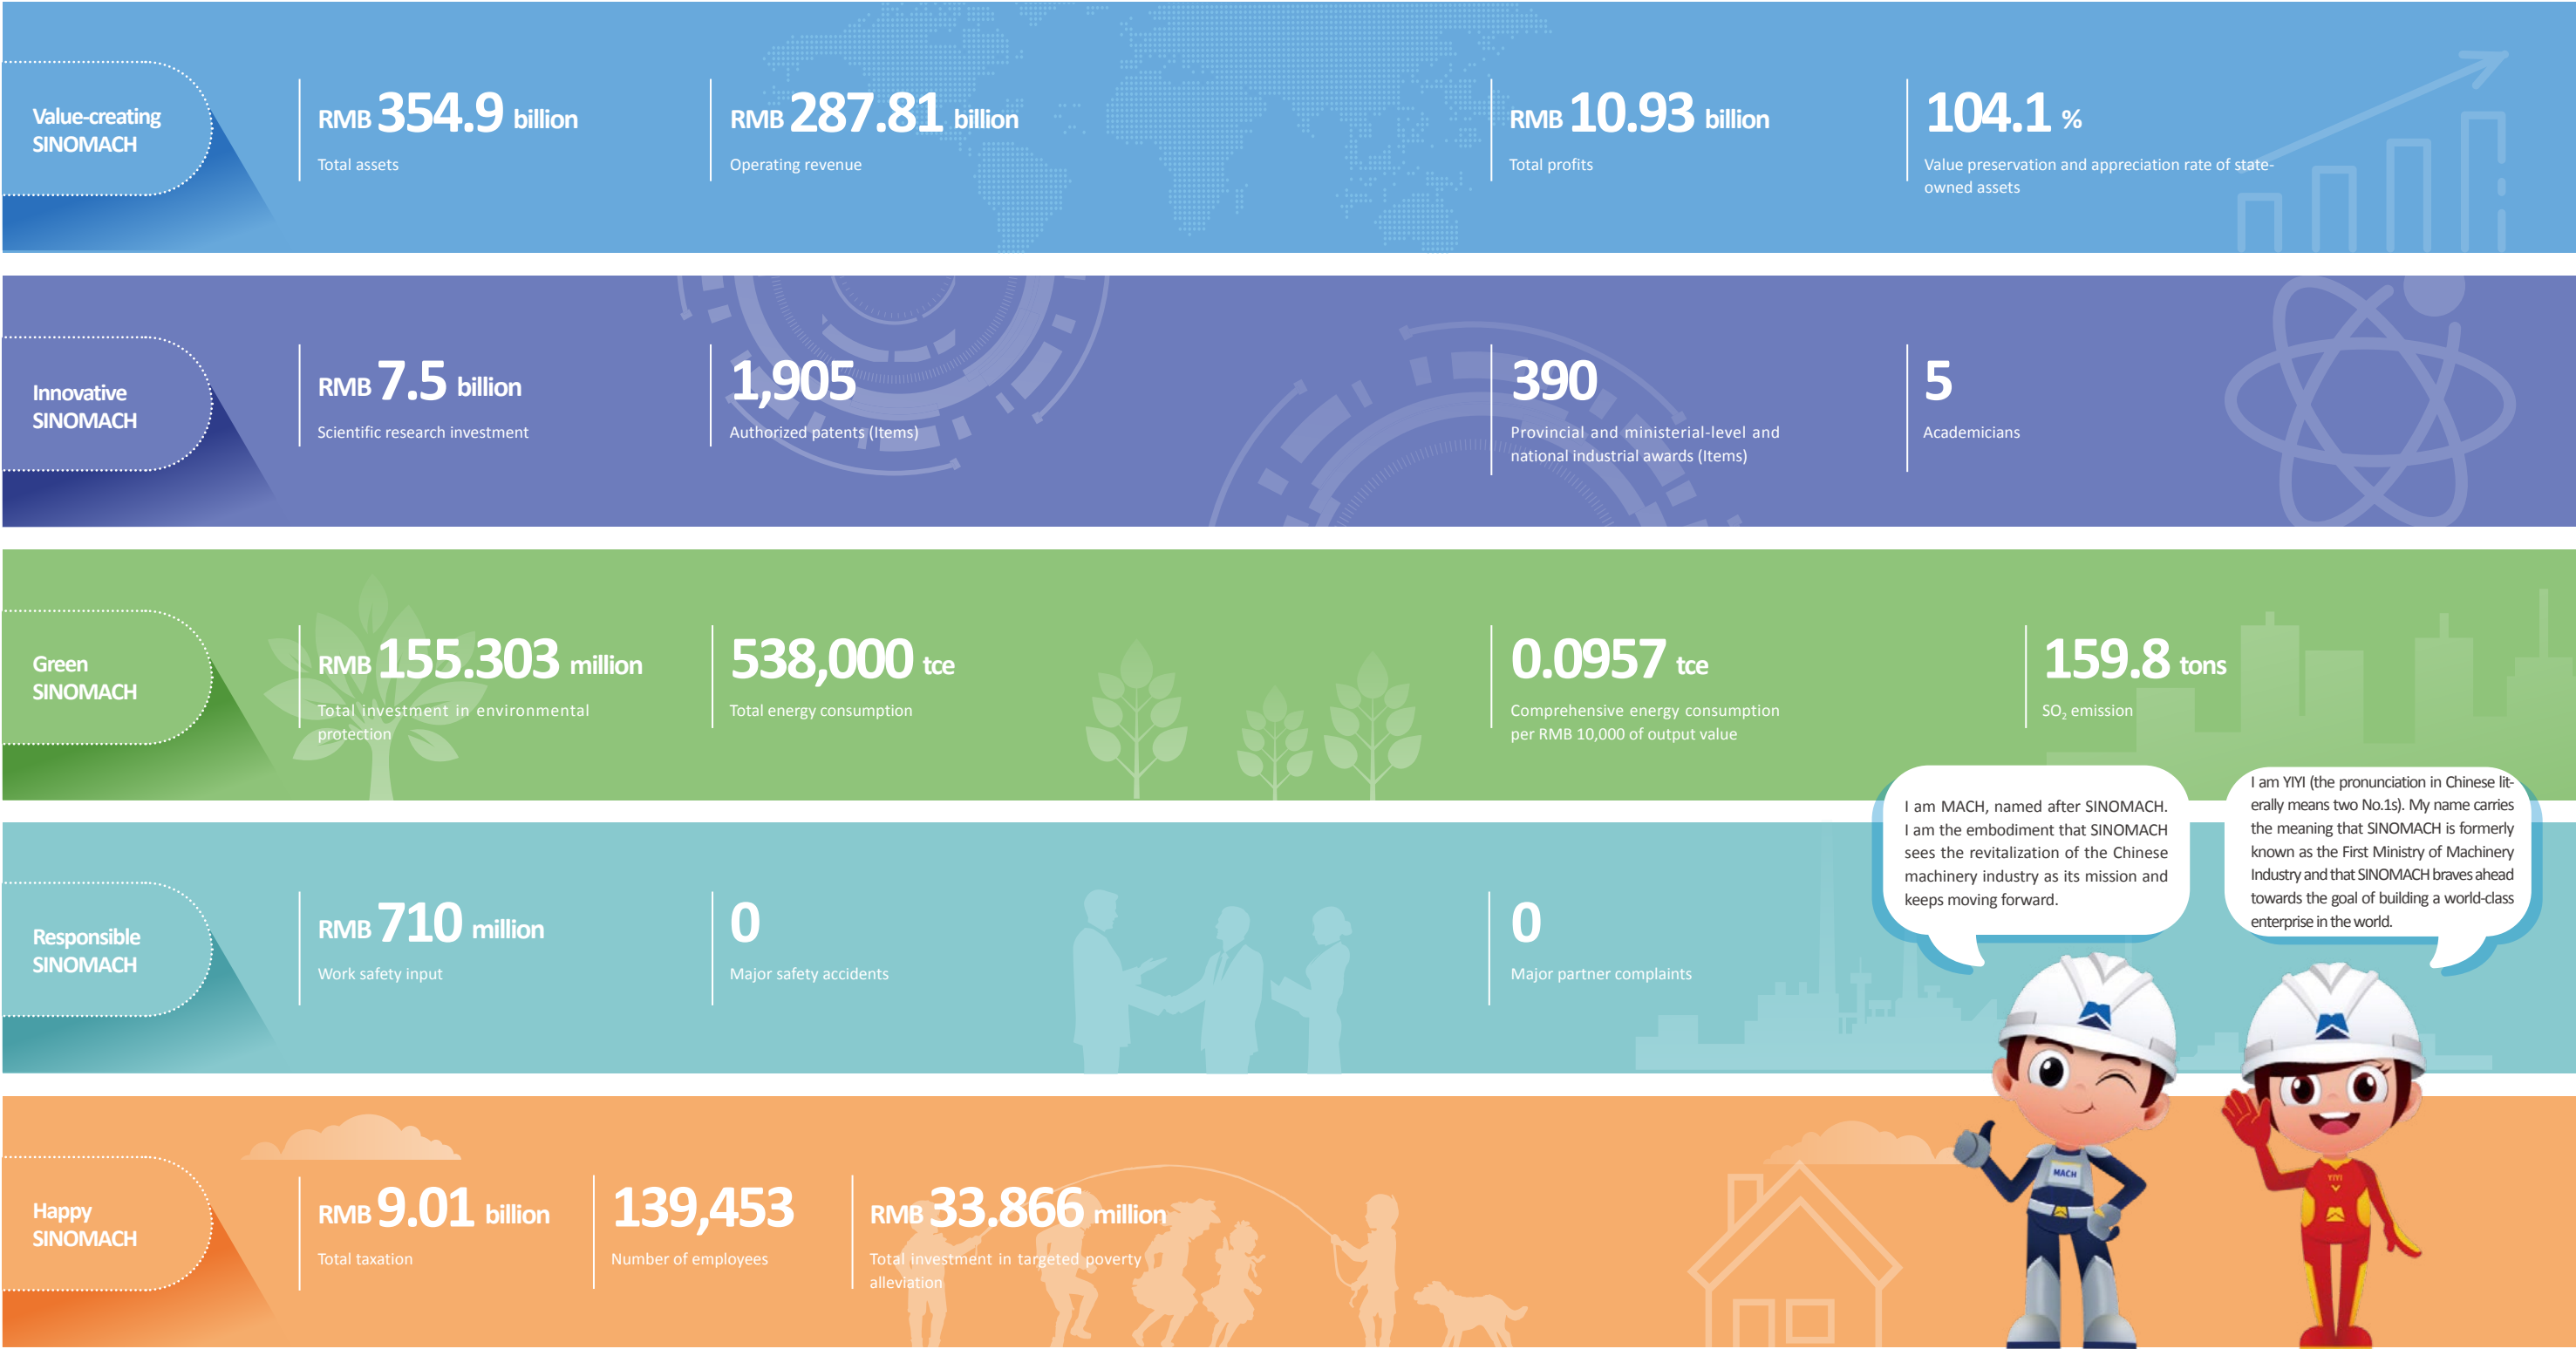 Value-creating
SINOMACH
RMB 354.9 billion
Total assets
RMB 287.81 billion
Operating revenue
RMB 10.93 billion
Total profits
104.1 %
Value preservation and appreciation rate of state-
owned assets
Innovative
SINOMACH
RMB 7.5 billion
Scientific research investment
1,905
Authorized patents (Items)
390
Provincial and ministerial-level and
national industrial awards (Items)
5
Academicians
Green
SINOMACH
RMB 155.303 million
Total investment in environmental
protection
538,000 tce
Total energy consumption
0.0957 tce
Comprehensive energy consumption
per RMB 10,000 of output value
159.8 tons
SO₂ emission
I am MACH, named after SINOMACH.
I am the embodiment that SINOMACH
sees the revitalization of the Chinese
machinery industry as its mission and
keeps moving forward.
I am YIYI (the pronunciation in Chinese lit-
erally means two No.1s). My name carries
the meaning that SINOMACH is formerly
known as the First Ministry of Machinery
Industry and that SINOMACH braves ahead
towards the goal of building a world-class
enterprise in the world.
Responsible
SINOMACH
RMB 710 million
Work safety input
0
Major safety accidents
0
Major partner complaints
Happy
SINOMACH
RMB 9.01 billion
Total taxation
139,453
Number of employees
RMB 33.866 million
Total investment in targeted poverty
alleviation
MACH
YIYI